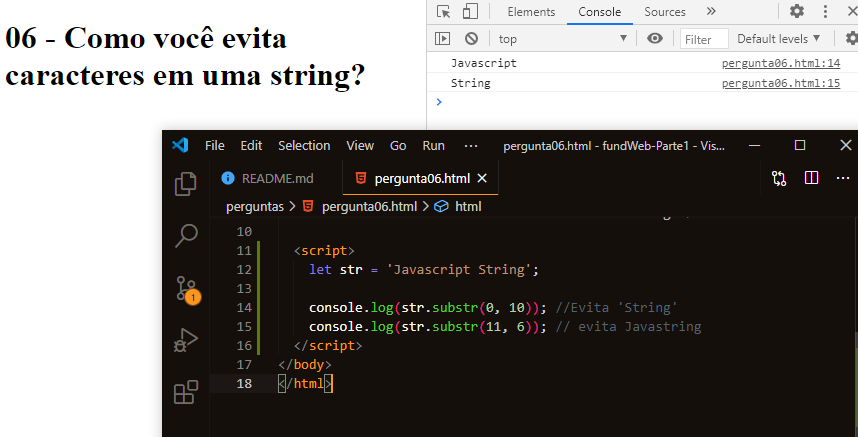 06 - Como você evita
caracteres em uma string?
Elements Console Sources »
top Filter Default levels
Javascript pergunta06.html:14
String pergunta06.html:15
>
File Edit Selection View Go Run ··· pergunta06.html - fundWeb-Parte1 - Vis...
README.md pergunta06.html
perguntas > pergunta06.html > html
10
11 <script>
12 let str = 'Javascript String';
13
14 console.log(str.substr(0, 10)); //Evita 'String'
15 console.log(str.substr(11, 6)); // evita Javastring
16 </script>
17 </body>
18 </html>
1